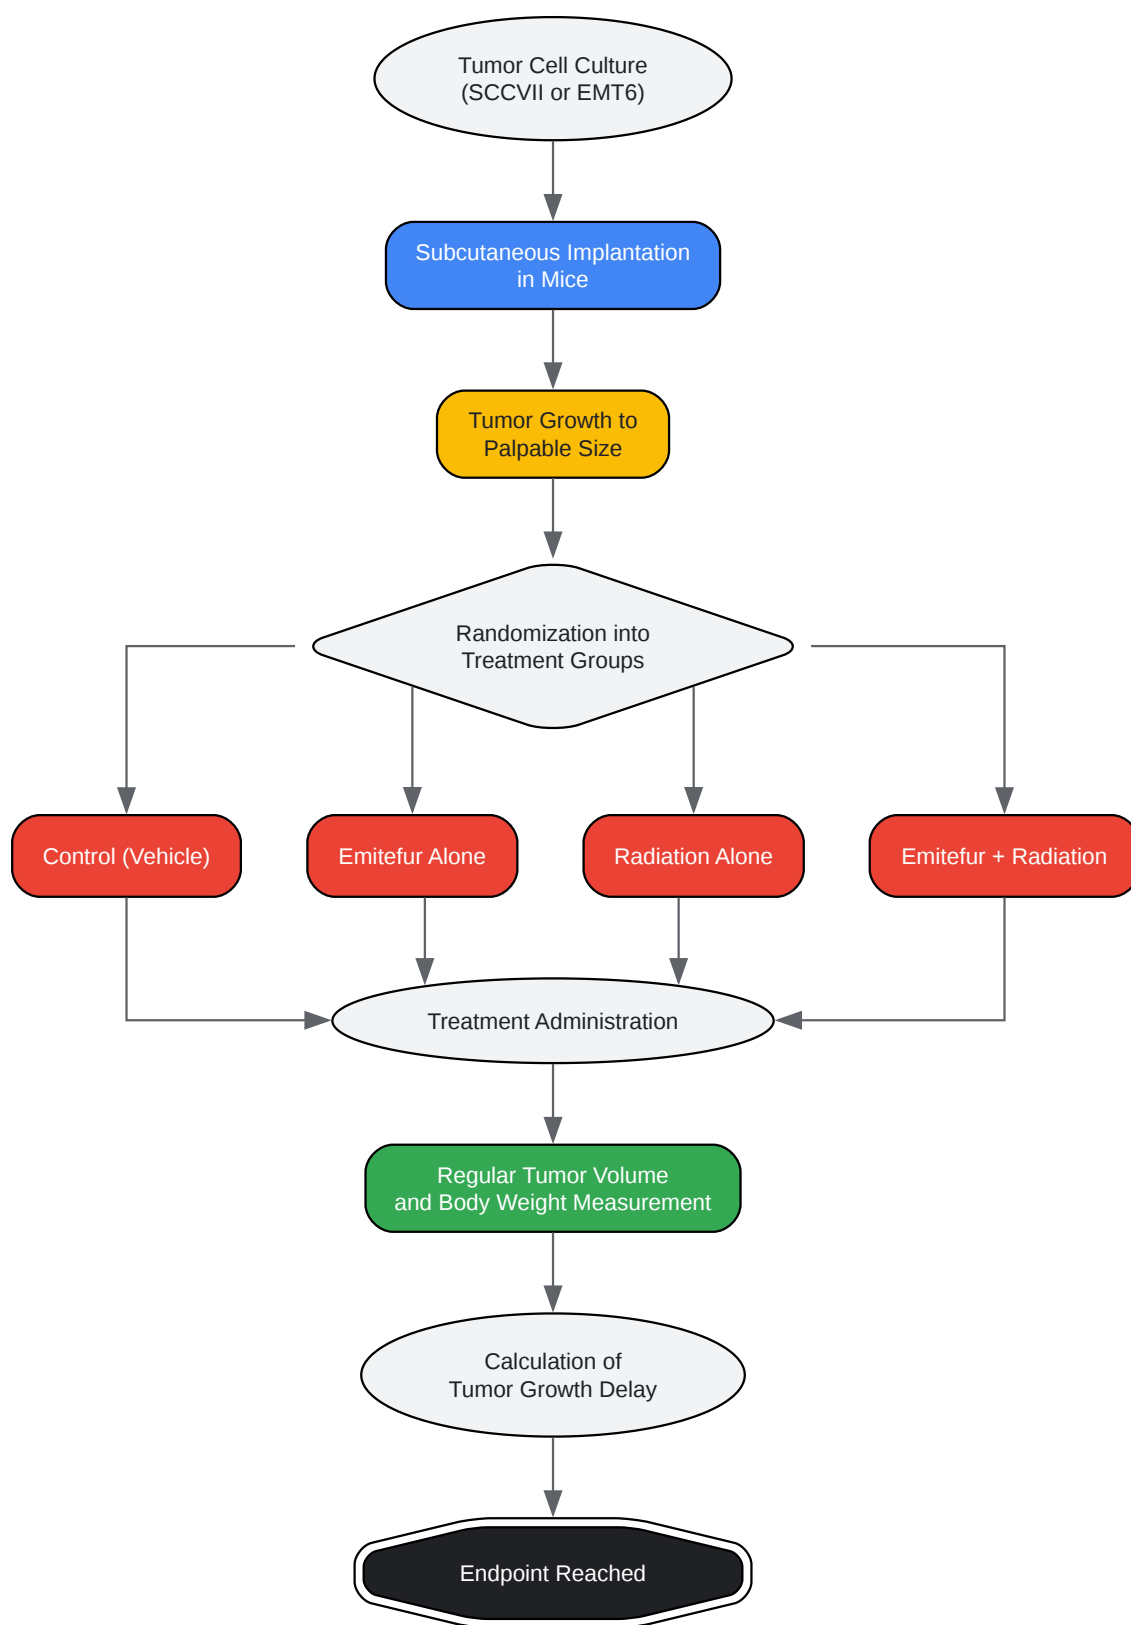 Tumor Cell Culture
(SCCVII or EMT6)
Subcutaneous Implantation
in Mice
Tumor Growth to
Palpable Size
Randomization into
Treatment Groups
Control (Vehicle)
Emitefur Alone
Radiation Alone
Emitefur + Radiation
Treatment Administration
Regular Tumor Volume
and Body Weight Measurement
Calculation of
Tumor Growth Delay
Endpoint Reached